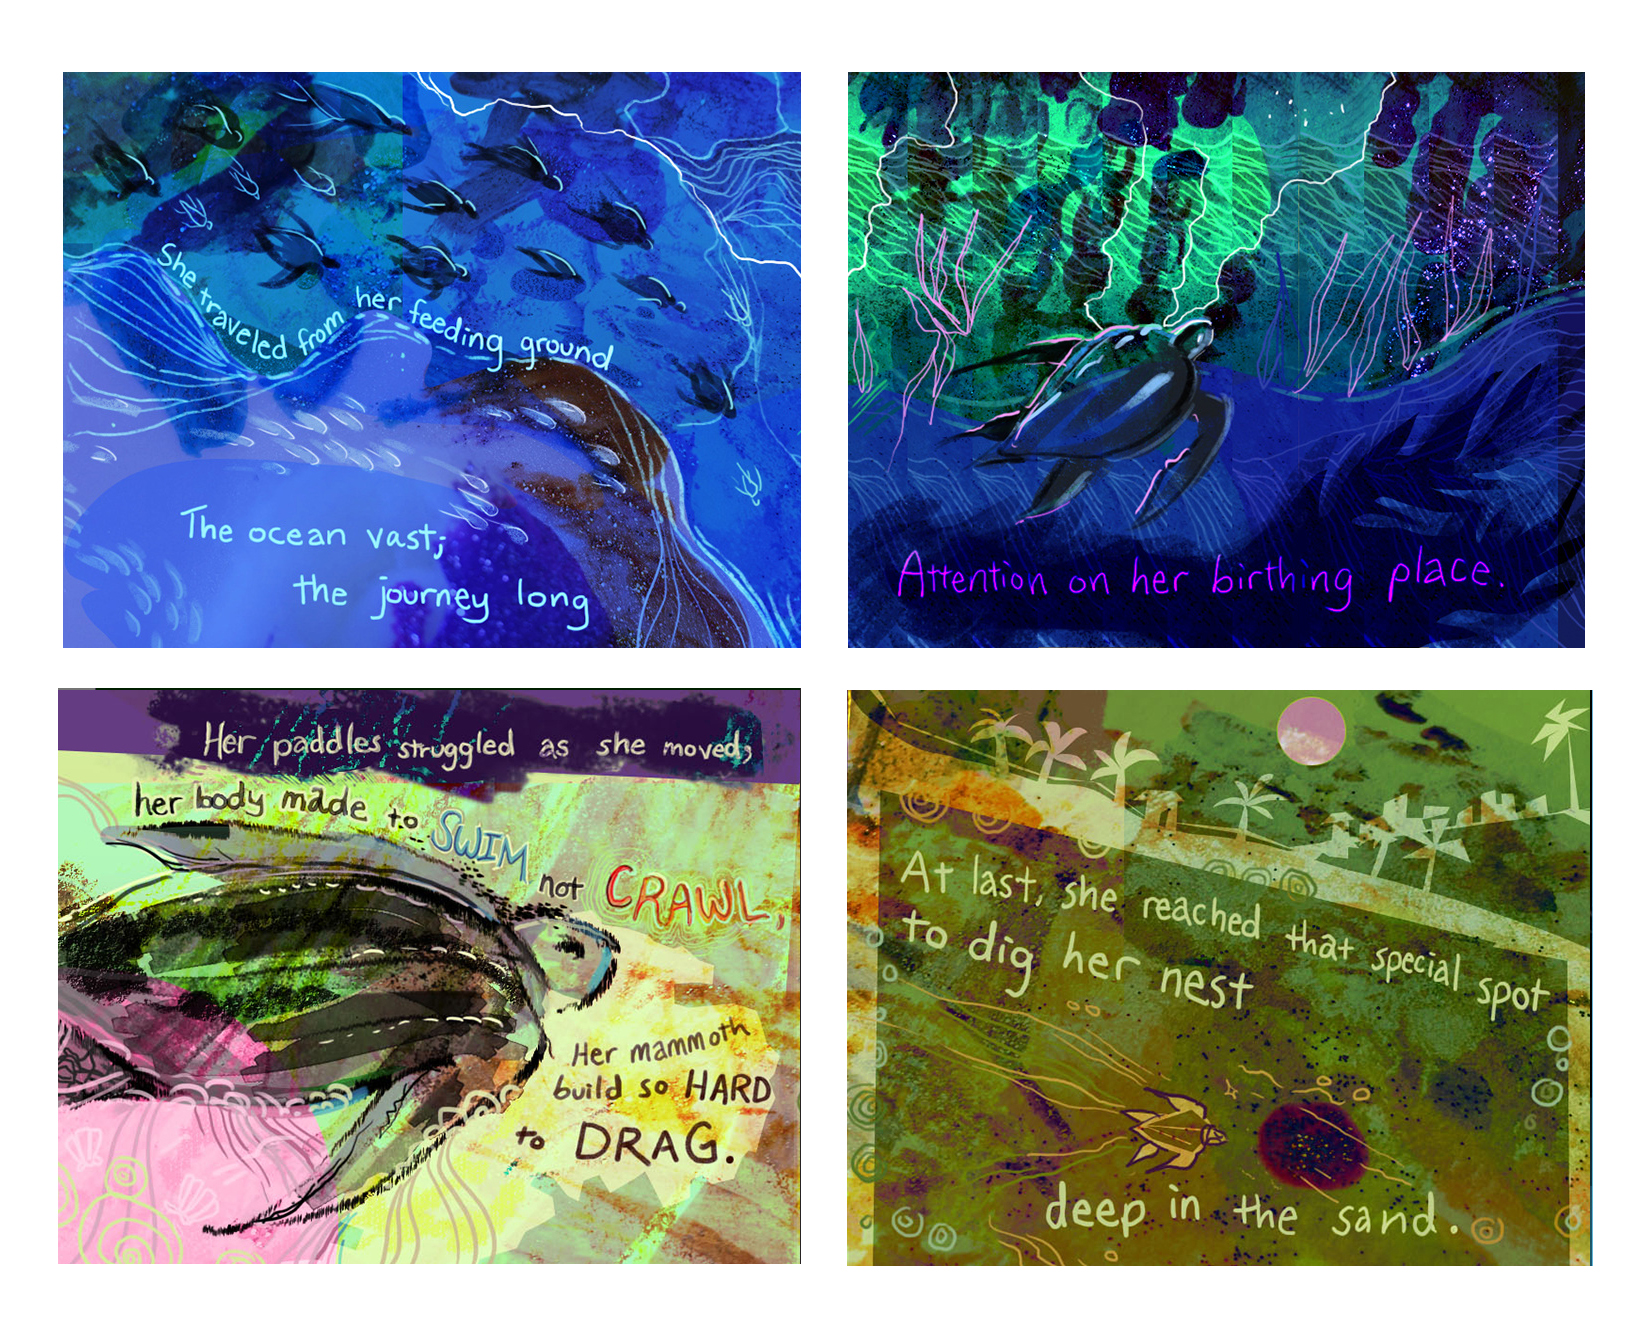 She traveled from her feeding ground
The ocean vast;
the journey long
Attention on her birthing place.
Her paddles struggled as she moved;
her body made to SWIM not CRAWL,
Her mammoth
build so HARD
to DRAG.
At last, she reached that special spot
to dig her nest
deep in the sand.